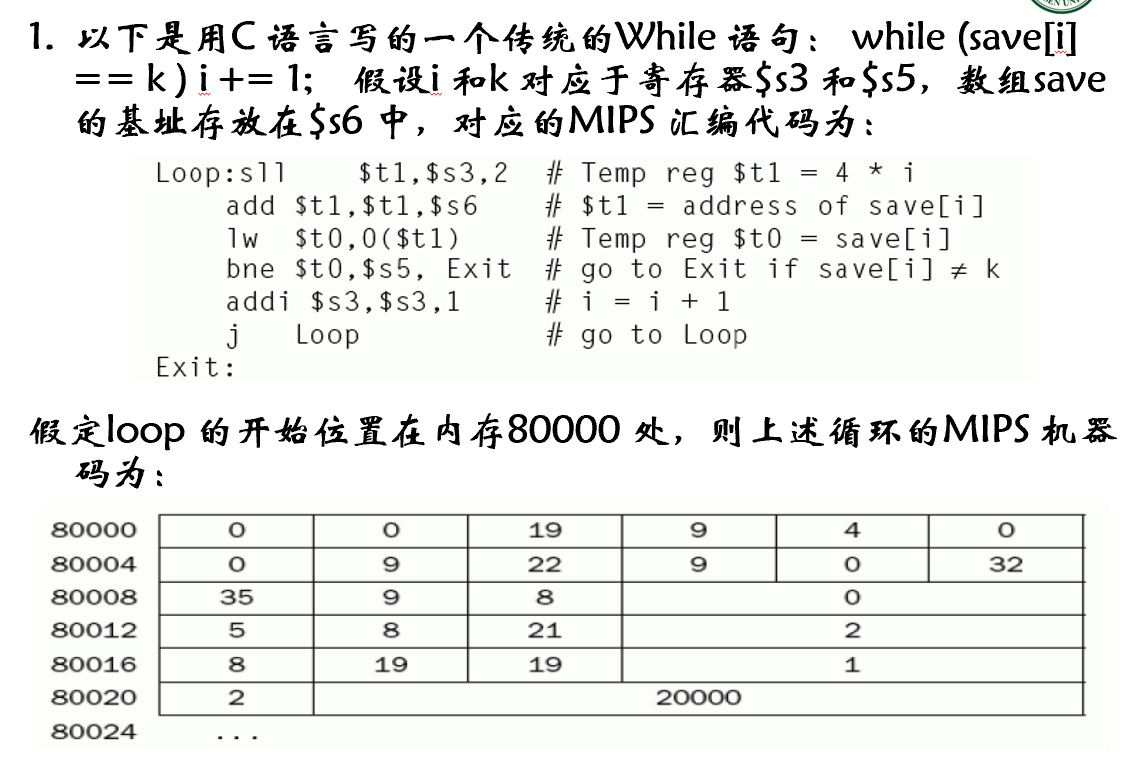 1. 以下是用C 语言写的一个传统的While 语句： while (save[i]
== k ) i += 1; 假设i 和k 对应于寄存器$s3 和$s5，数组save
的基址存放在$s6 中，对应的MIPS 汇编代码为：
Loop:sll $t1,$s3,2 # Temp reg $t1 = 4 * i
add $t1,$t1,$s6 # $t1 = address of save[i]
lw $t0,0($t1) # Temp reg $t0 = save[i]
bne $t0,$s5, Exit # go to Exit if save[i] ≠ k
addi $s3,$s3,1 # i = i + 1
j Loop # go to Loop
Exit:
假定loop 的开始位置在内存80000 处，则上述循环的MIPS 机器
码为：
80000 0 0 19 9 4 0
80004 0 9 22 9 0 32
80008 35 9 8 0
80012 5 8 21 2
80016 8 19 19 1
80020 2 20000
80024 ...